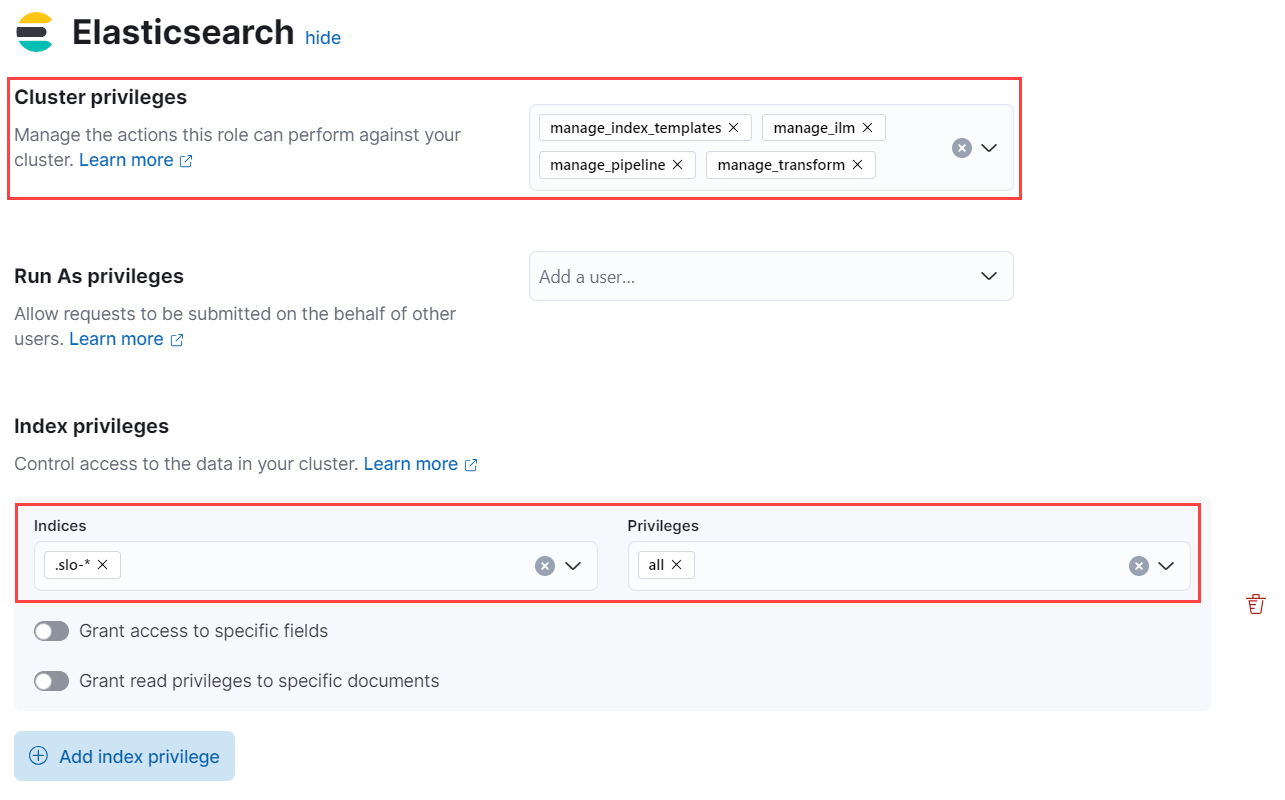 Elasticsearch hide
Cluster privileges
Manage the actions this role can perform against your
cluster. Learn more
manage_index_templates manage_ilm
manage_pipeline manage_transform
Run As privileges
Allow requests to be submitted on the behalf of other
users. Learn more
Add a user...
Index privileges
Control access to the data in your cluster. Learn more
Indices
.slo-*
Privileges
all
Grant access to specific fields
Grant read privileges to specific documents
Add index privilege